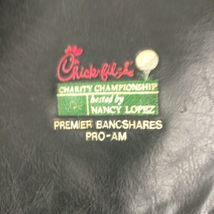 Chick-fil-A
CHARITY CHAMPIONSHIP
hosted by
NANCY LOPEZ
PREMIER BANCSHARES
PRO-AM